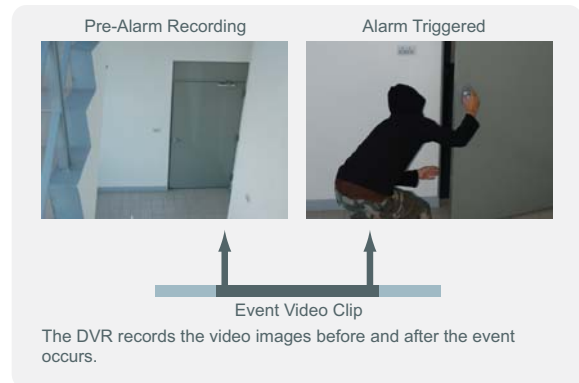 Pre-Alarm Recording
Alarm Triggered
Event Video Clip
The DVR records the video images before and after the event
occurs.